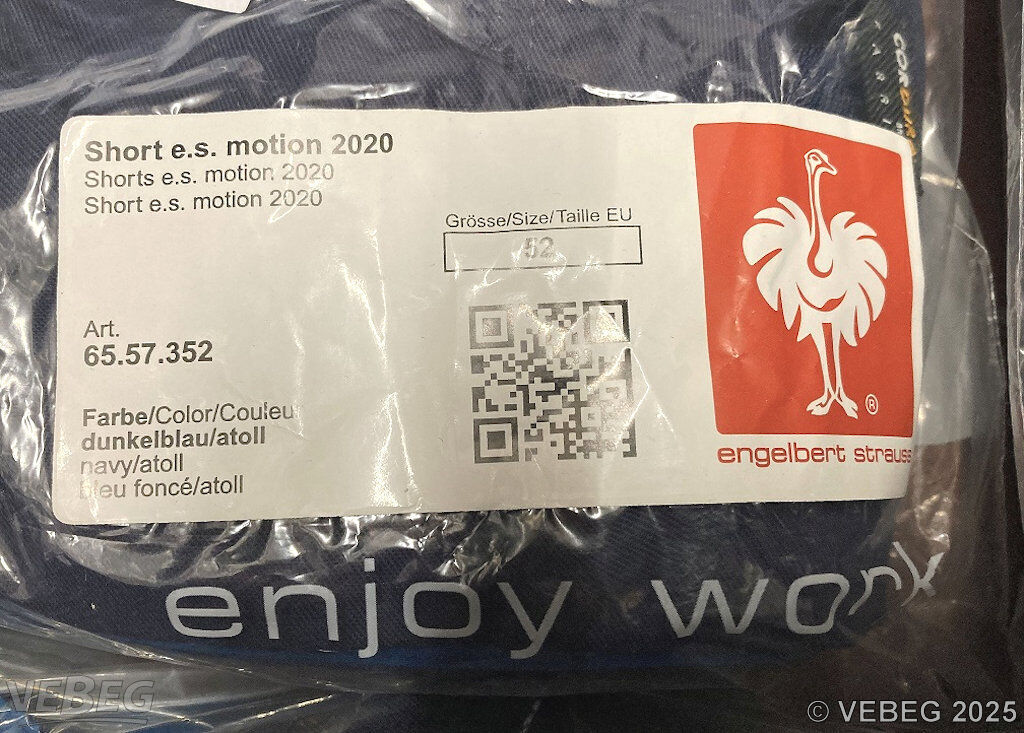 CORDURA
Short e.s. motion 2020
Shorts e.s. motion 2020
Short e.s. motion 2020
Grösse/Size/Taille EU
52
Art.
65.57.352
Farbe/Color/Couleu
dunkelblau/atoll
navy/atoll
bleu foncé/atoll
®
engelbert strauss
enjoy work
VEBEG
© VEBEG 2025